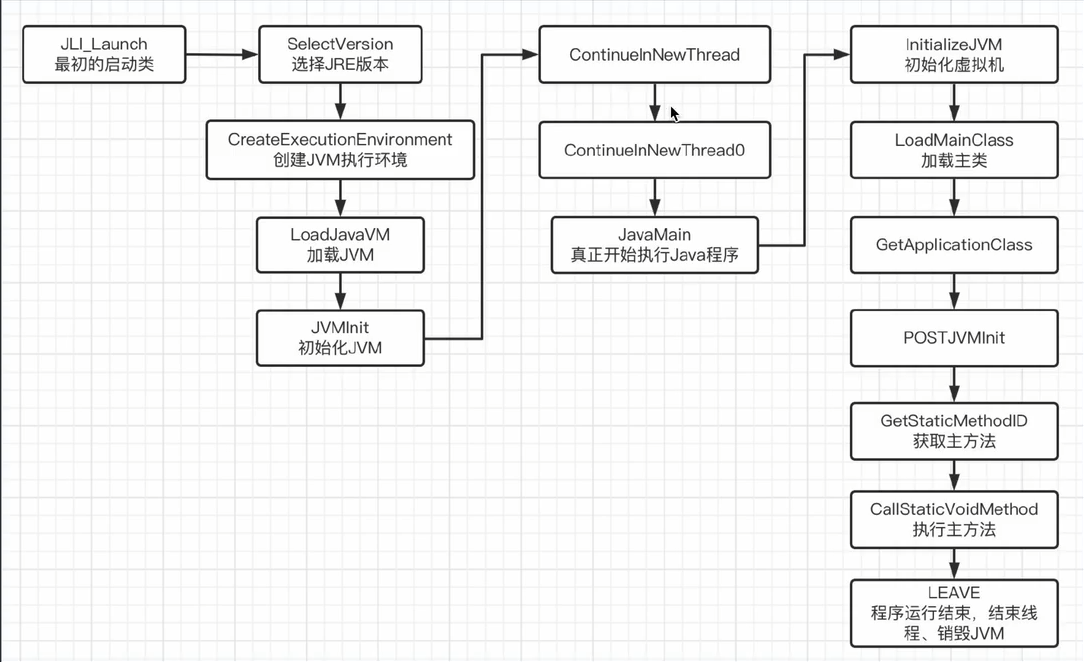 JLI_Launch
最初的启动类
SelectVersion
选择JRE版本
CreateExecutionEnvironment
创建JVM执行环境
LoadJavaVM
加载JVM
JVMInit
初始化JVM
ContinueInNewThread
ContinueInNewThread0
JavaMain
真正开始执行Java程序
InitializeJVM
初始化虚拟机
LoadMainClass
加载主类
GetApplicationClass
POSTJVMInit
GetStaticMethodID
获取主方法
CallStaticVoidMethod
执行主方法
LEAVE
程序运行结束，结束线
程、销毁JVM